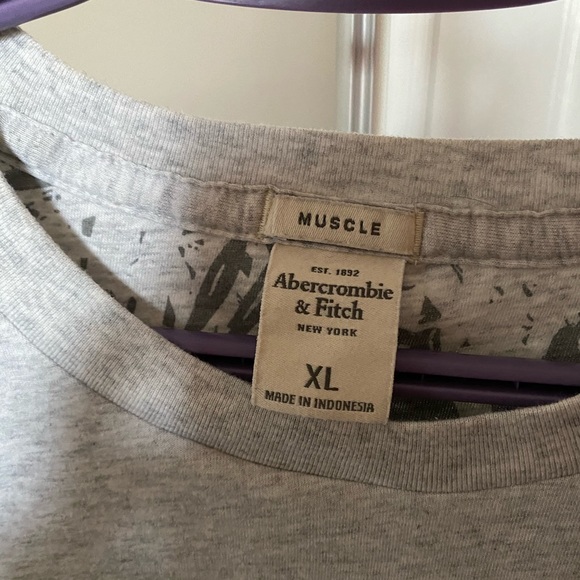 MUSCLE
EST. 1892
Abercrombie
& Fitch
NEW YORK
XL
MADE IN INDONESIA